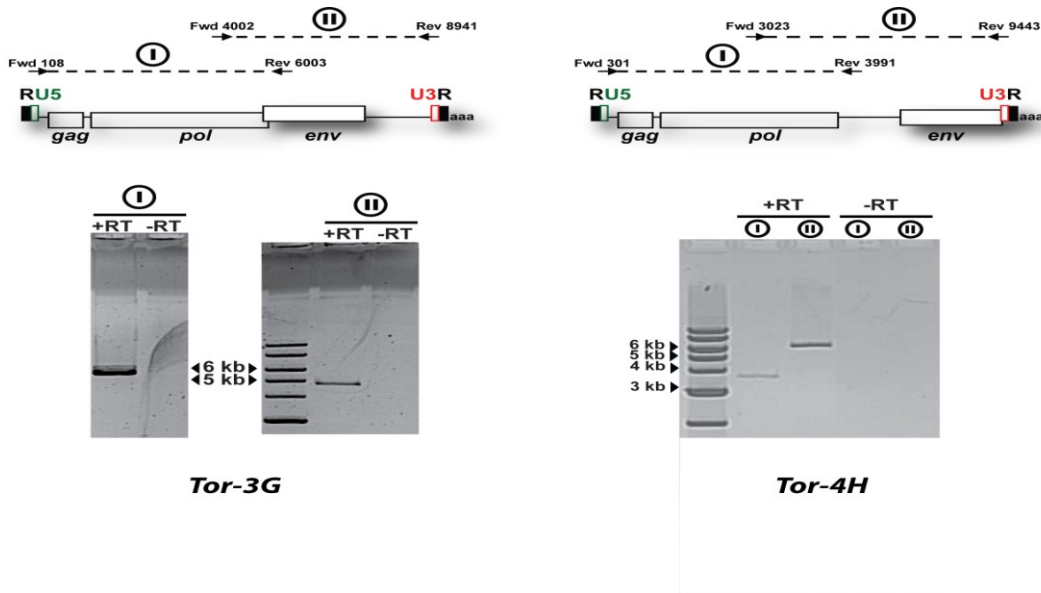 II
Fwd 4002
Rev 8941
I
Fwd 108
Rev 6003
RU5
U3R
aaa
gag
pol
env
II
Fwd 3023
Rev 9443
I
Fwd 301
Rev 3991
RU5
U3R
aaa
gag
pol
env
I
+RT -RT
II
+RT -RT
6 kb
5 kb
Tor-3G
+RT -RT
I II I II
6 kb
5 kb
4 kb
3 kb
Tor-4H